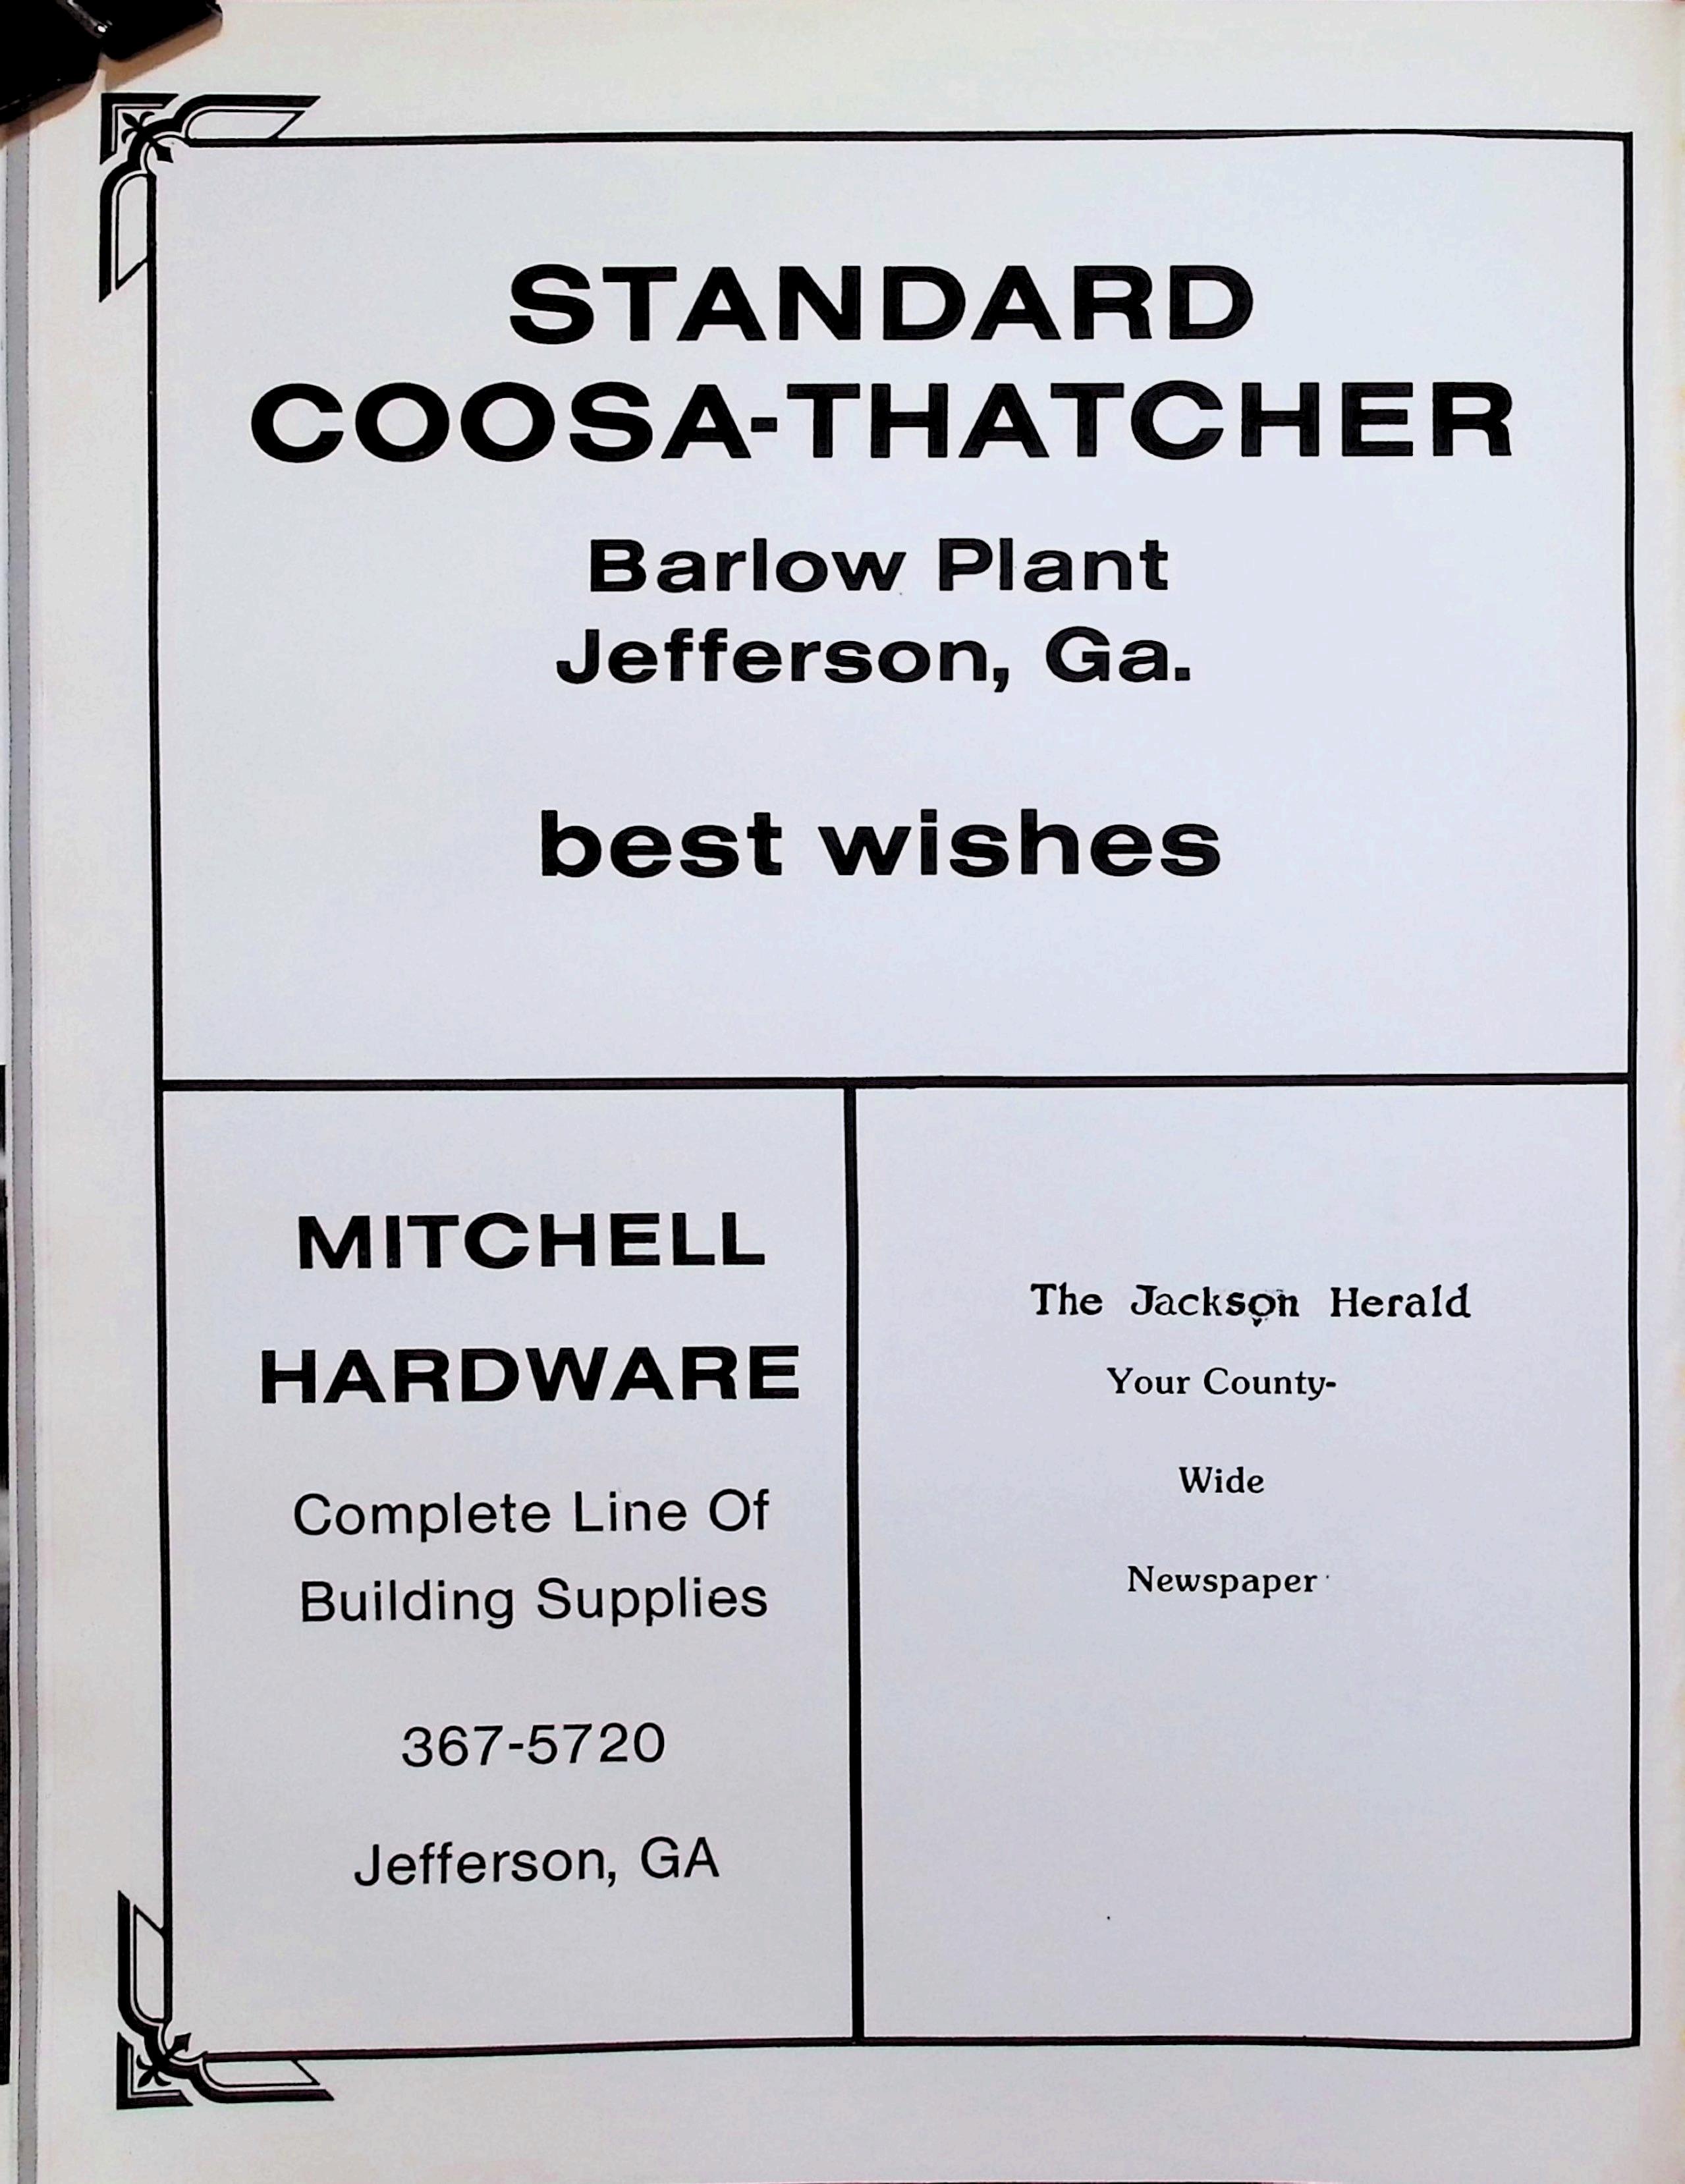 STANDARD
COOSA-THATCHER
Barlow Plant
Jefferson, Ga.
best wishes
MITCHELL
HARDWARE
Complete Line Of
Building Supplies
367-5720
Jefferson, GA
The Jackson Herald
Your County-
Wide
Newspaper